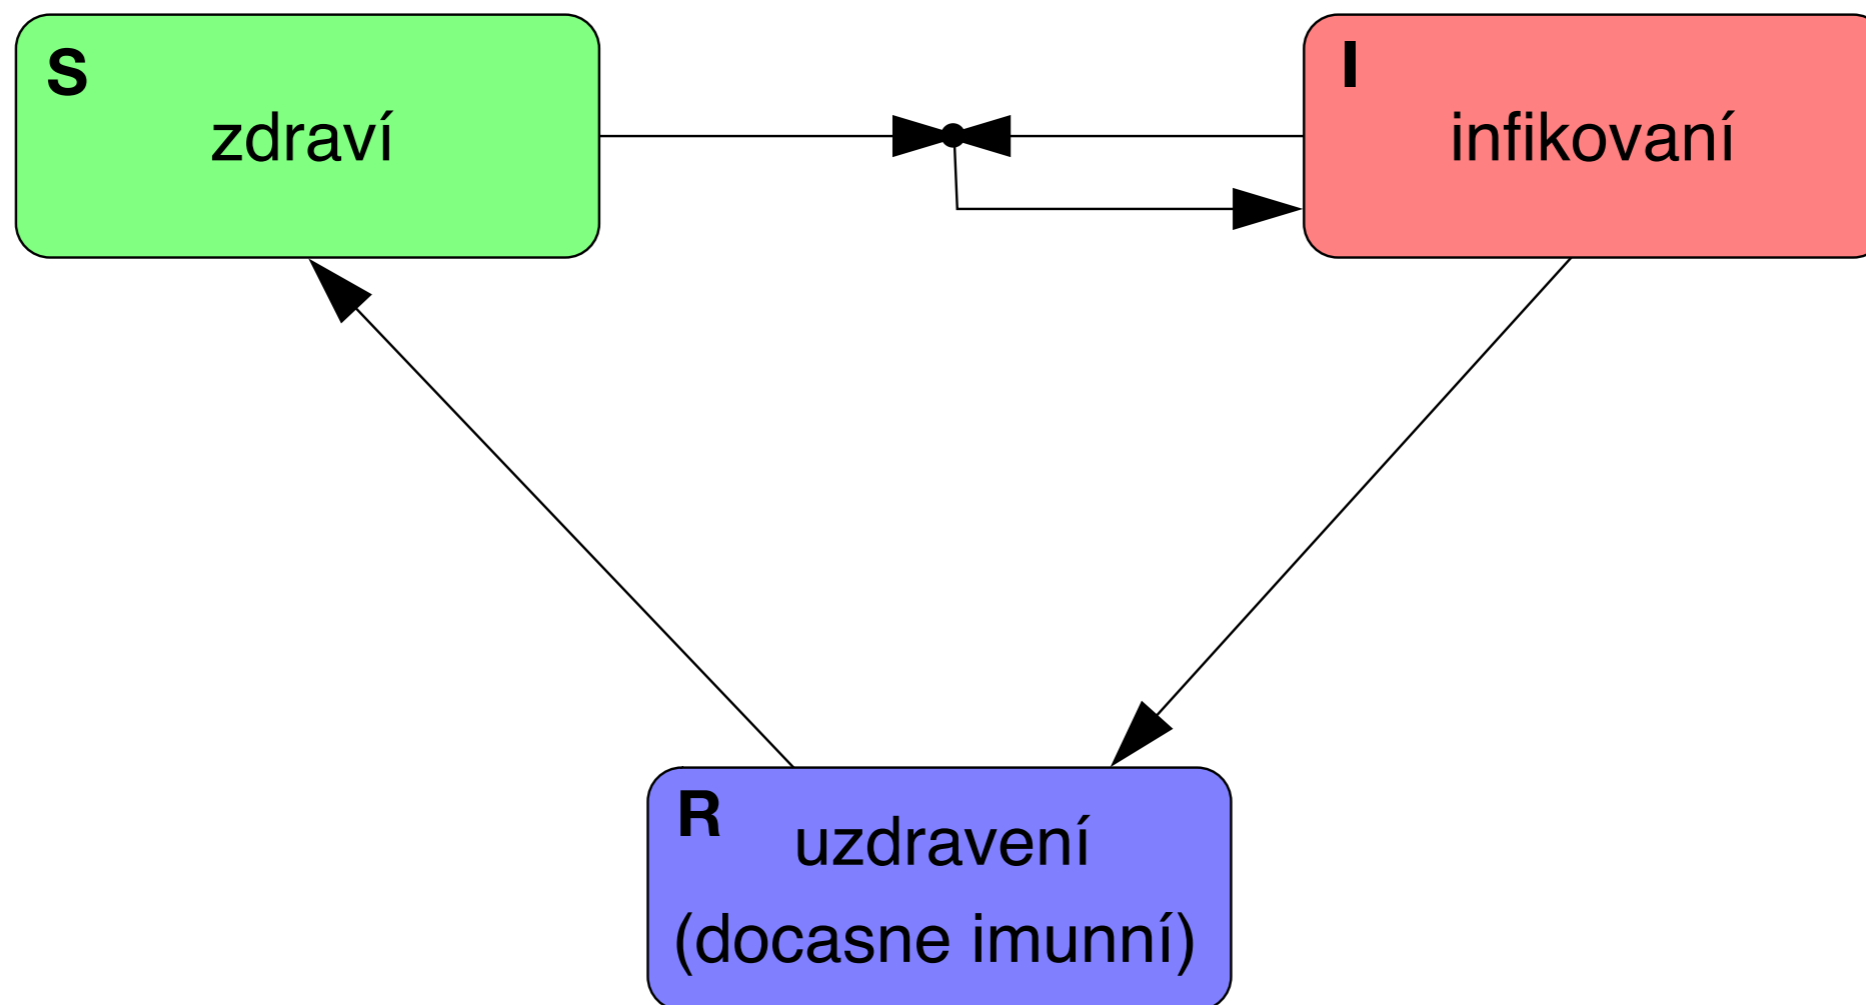 S
zdraví
I
infikovaní
R
uzdravení
(docasne imunní)